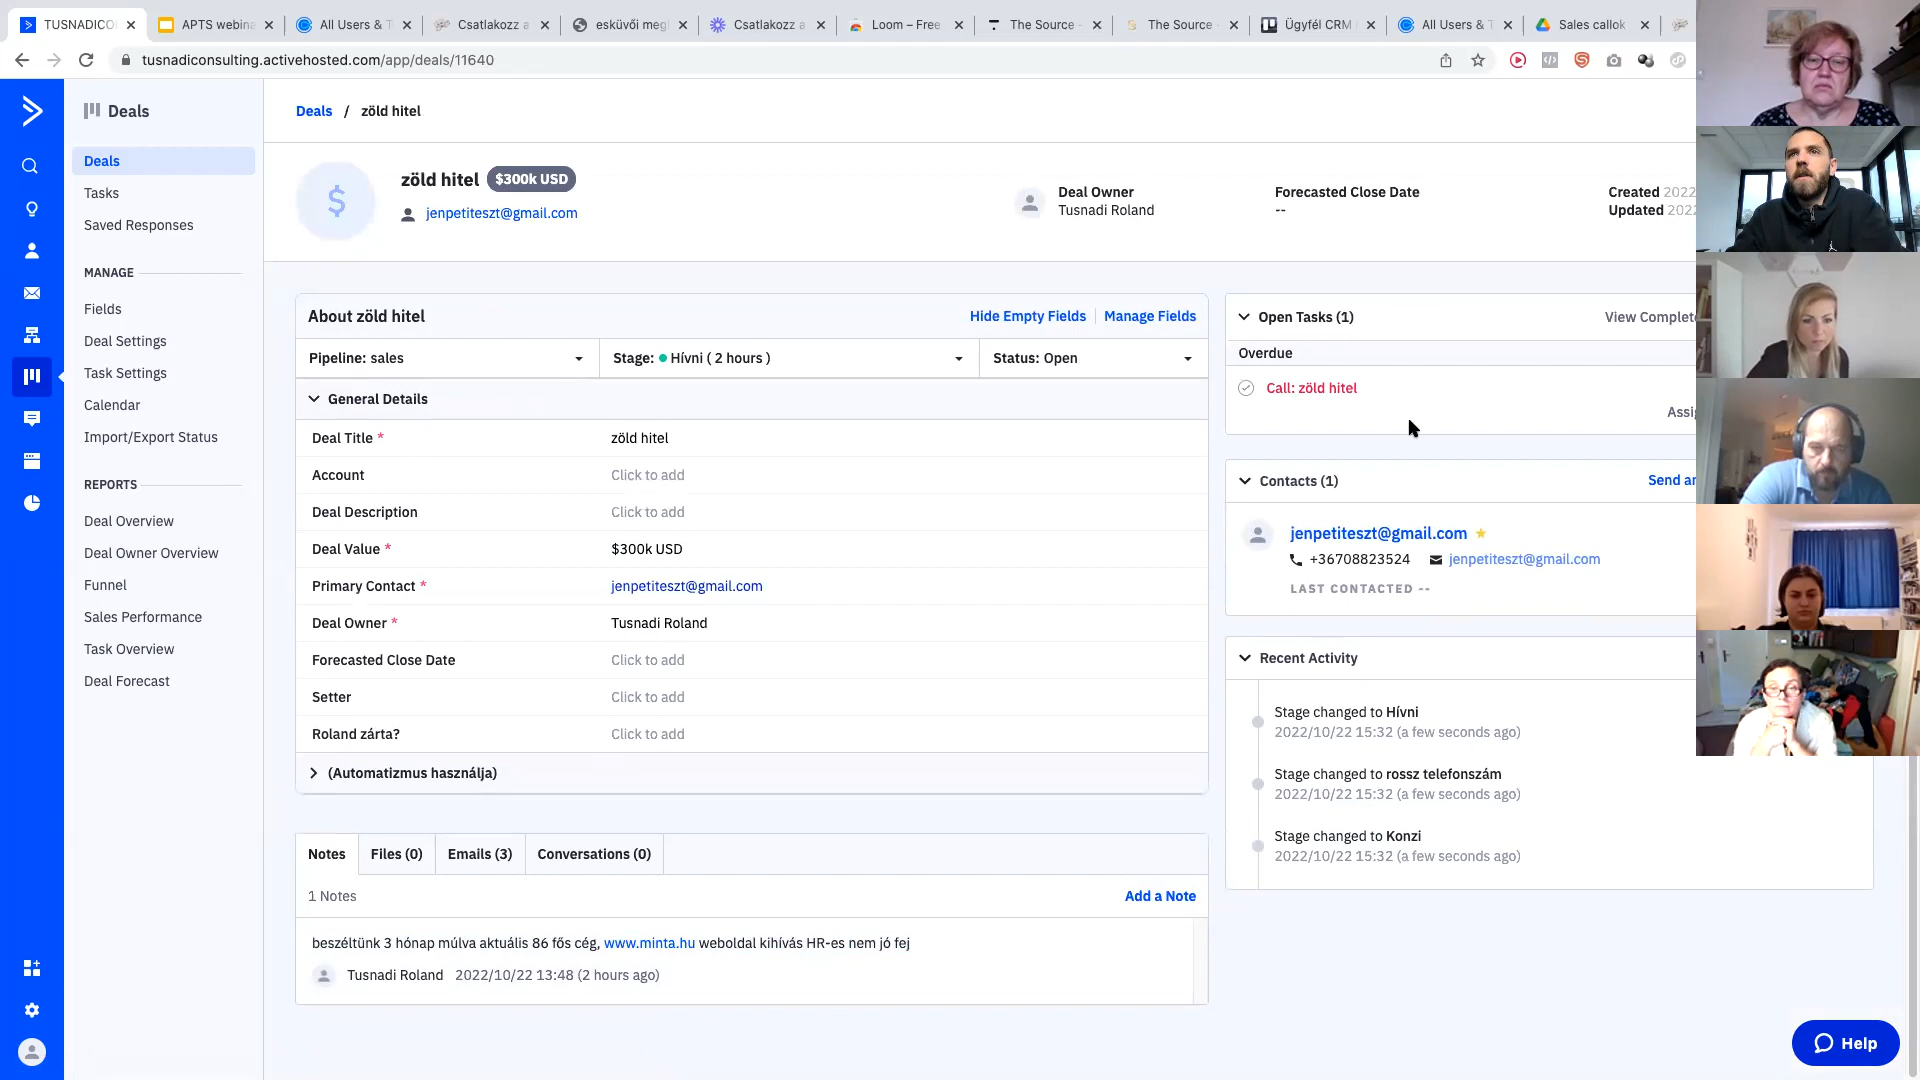 TUSNADICO
APTS webina
All Users & T
Csatlakozz a
esküvői meg
Csatlakozz a
Loom – Free
The Source -
The Source -
Ügyfél CRM
All Users & T
Sales callok
tusnadiconsulting.activehosted.com/app/deals/11640
Deals
Deals
Tasks
Saved Responses
MANAGE
Fields
Deal Settings
Task Settings
Calendar
Import/Export Status
REPORTS
Deal Overview
Deal Owner Overview
Funnel
Sales Performance
Task Overview
Deal Forecast
Deals / zöld hitel
zöld hitel $300k USD
jenpetiteszt@gmail.com
Deal Owner
Tusnadi Roland
Forecasted Close Date
--
Created 2022
Updated 2022
About zöld hitel
Hide Empty Fields
Manage Fields
Pipeline: sales
Stage: Hívni ( 2 hours )
Status: Open
General Details
Deal Title * zöld hitel
Account Click to add
Deal Description Click to add
Deal Value * $300k USD
Primary Contact * jenpetiteszt@gmail.com
Deal Owner * Tusnadi Roland
Forecasted Close Date Click to add
Setter Click to add
Roland zárta? Click to add
(Automatizmus használja)
Notes
Files (0)
Emails (3)
Conversations (0)
1 Notes
Add a Note
beszéltünk 3 hónap múlva aktuális 86 fős cég, www.minta.hu weboldal kihívás HR-es nem jó fej
Tusnadi Roland 2022/10/22 13:48 (2 hours ago)
Open Tasks (1)
View Complete
Overdue
Call: zöld hitel
Assig
Contacts (1)
Send an
jenpetiteszt@gmail.com
+36708823524 jenpetiteszt@gmail.com
LAST CONTACTED --
Recent Activity
Stage changed to Hívni
2022/10/22 15:32 (a few seconds ago)
Stage changed to rossz telefonszám
2022/10/22 15:32 (a few seconds ago)
Stage changed to Konzi
2022/10/22 15:32 (a few seconds ago)
Help